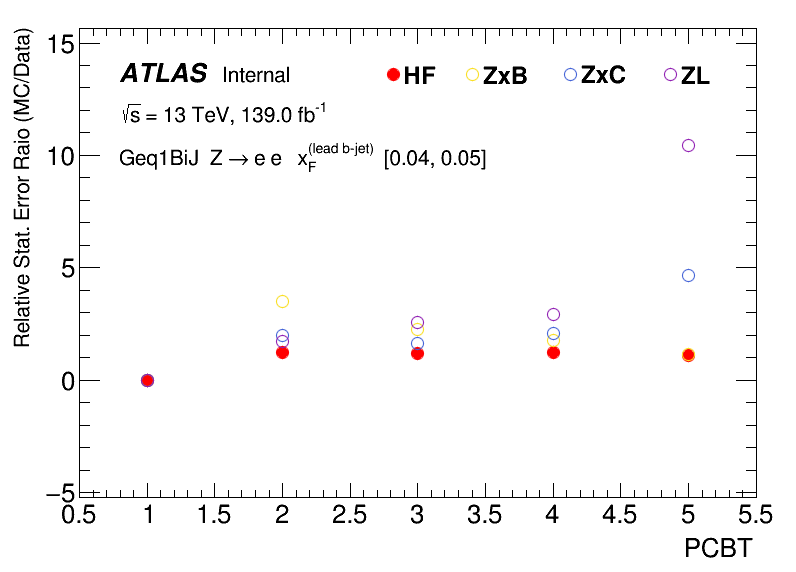 Relative Stat. Error Raio (MC/Data)
ATLAS Internal
HF ZxB ZxC ZL
√s = 13 TeV, 139.0 fb⁻¹
Geq1BiJ Z → e e x_F^(lead b-jet) [0.04, 0.05]
15
10
5
0
−5
0.5 1 1.5 2 2.5 3 3.5 4 4.5 5 5.5
PCBT